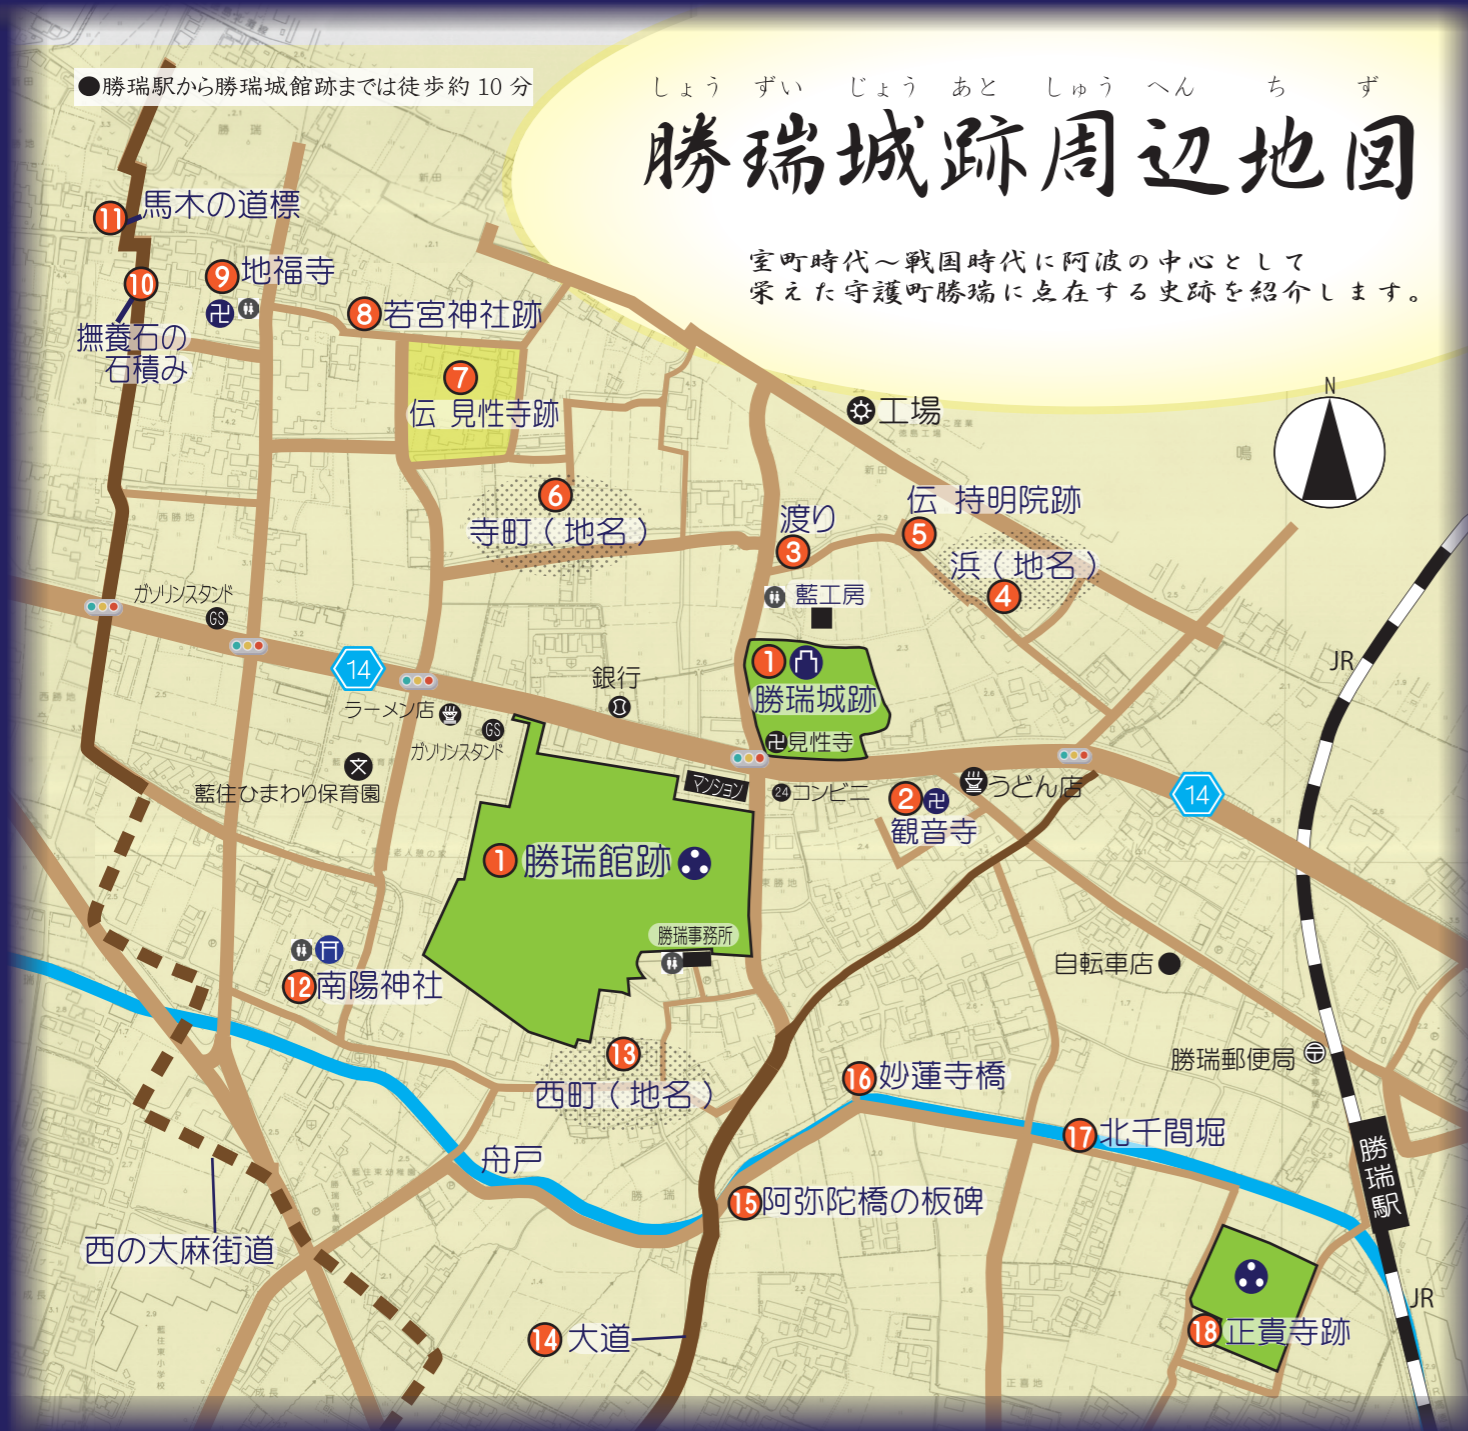 ●勝瑞駅から勝瑞城館跡までは徒歩約 10 分
しょう ずい じょう あと しゅう へん ち ず
勝瑞城跡周辺地図
室町時代～戦国時代に阿波の中心として
栄えた守護町勝瑞に点在する史跡を紹介します。
N
11 馬木の道標
10
撫養石の
石積み
9 地福寺
卍
8 若宮神社跡
7
伝 見性寺跡
工場
6
寺町（地名）
渡り
3
伝 持明院跡
5
浜（地名）
4
藍工房
ガソリンスタンド
GS
14
ラーメン店
GS
ガソリンスタンド
銀行
1
勝瑞城跡
卍見性寺
JR
マンション
24 コンビニ
2 卍
観音寺
うどん店
14
文
藍住ひまわり保育園
1 勝瑞館跡
勝瑞事務所
自転車店
12 南陽神社
13
西町（地名）
16 妙蓮寺橋
勝瑞郵便局
17 北千間堀
勝瑞駅
舟戸
15 阿弥陀橋の板碑
西の大麻街道
14 大道
18 正貴寺跡
JR